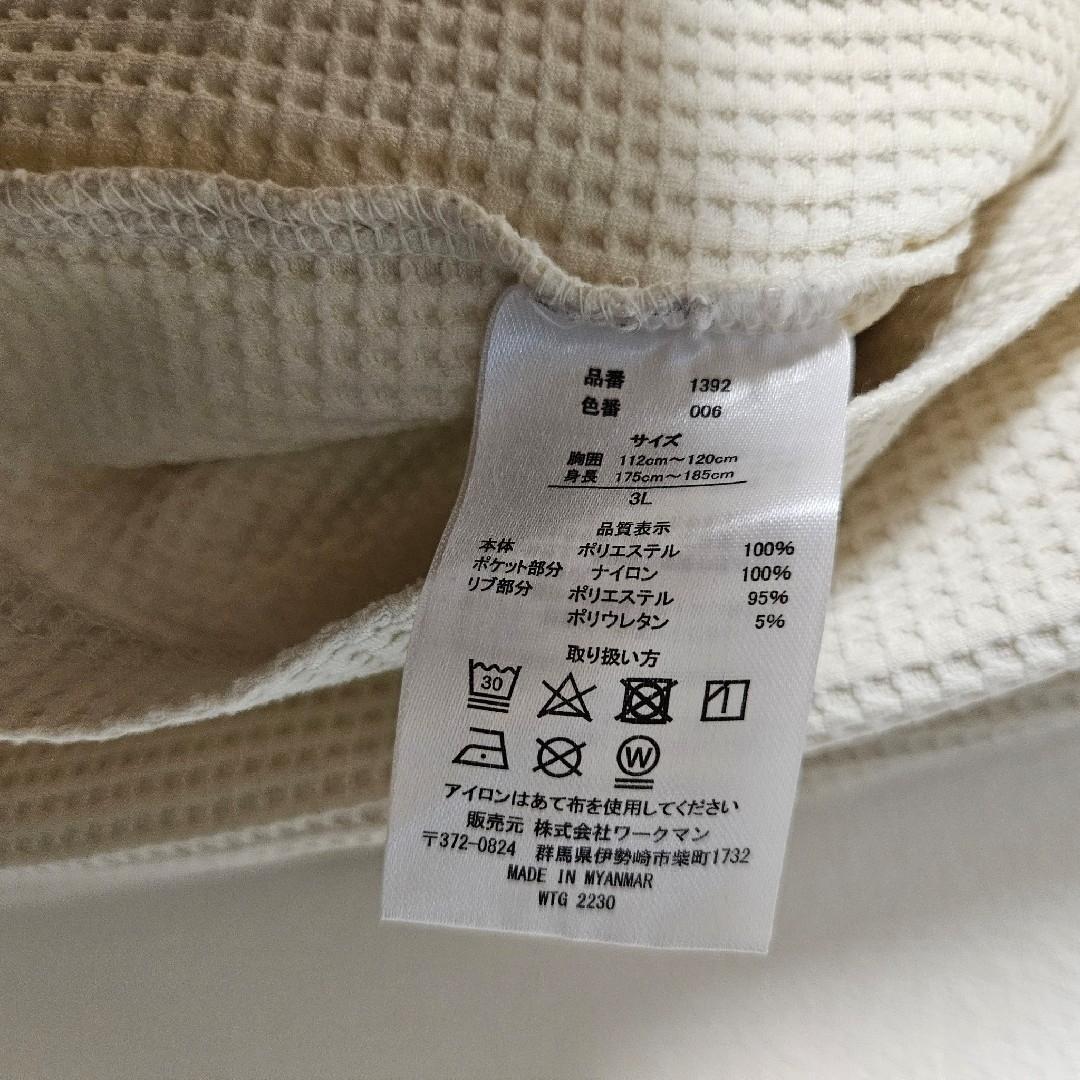 品番 1392
色番 006
サイズ
胸囲 112cm～120cm
身長 175cm～185cm
3L
品質表示
本体 ポリエステル 100%
ポケット部分 ナイロン 100%
リブ部分 ポリエステル 95%
ポリウレタン 5%
取り扱い方
30
W
アイロンはあて布を使用してください
販売元 株式会社ワークマン
〒372-0824 群馬県伊勢崎市柴町1732
MADE IN MYANMAR
WTG 2230